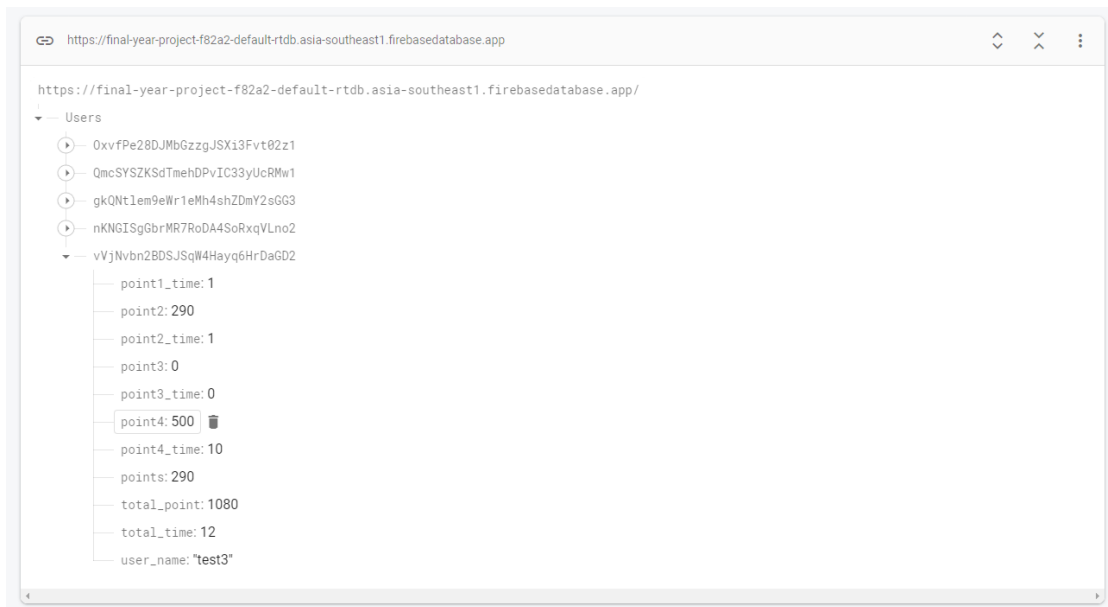 https://final-year-project-f82a2-default-rtdb.asia-southeast1.firebasedatabase.app
https://final-year-project-f82a2-default-rtdb.asia-southeast1.firebasedatabase.app/
Users
OxvfPe28DJMbGzzgJSXi3Fvt02z1
QmcSYSZKSdTmehDPvIC33yUcRMw1
gkQNtlem9eWr1eMh4shZDmY2sGG3
nKNGISgGbrMR7RoDA4SoRxqVLno2
vVjNvbn2BDSJSqW4Hayq6HrDaGD2
point1_time: 1
point2: 290
point2_time: 1
point3: 0
point3_time: 0
point4: 500
point4_time: 10
points: 290
total_point: 1080
total_time: 12
user_name: "test3"